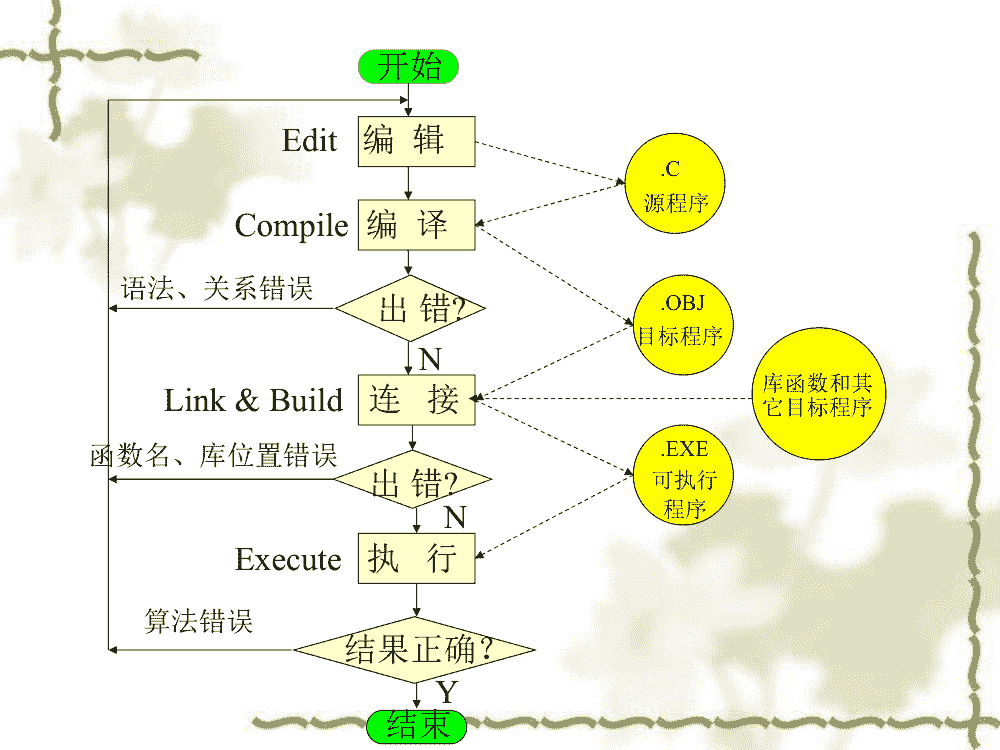 开始
Edit
编 辑
.C
源程序
Compile
编 译
语法、关系错误
出 错?
.OBJ
目标程序
N
Link & Build
连 接
库函数和其
它目标程序
函数名、库位置错误
出 错?
.EXE
可执行
程序
N
Execute
执 行
算法错误
结果正确?
Y
结束